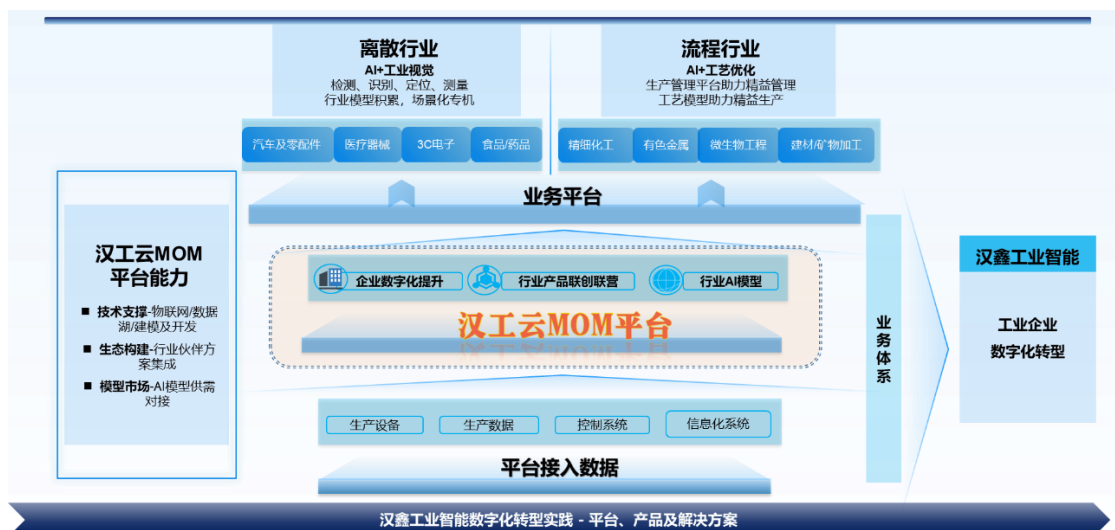 离散行业
AI+工业视觉
检测、识别、定位、测量
行业模型积累，场景化专机
流程行业
AI+工艺优化
生产管理平台助力精益管理
工艺模型助力精益生产
汽车及零配件
医疗器械
3C电子
食品/药品
精细化工
有色金属
微生物工程
建材/矿物加工
业务平台
汉工云MOM
平台能力
■ 技术支撑-物联网/数据
湖/建模及开发
■ 生态构建-行业伙伴方
案集成
■ 模型市场-AI模型供需
对接
企业数字化提升
行业产品联创联营
行业AI模型
汉工云MOM平台
生产设备
生产数据
控制系统
信息化系统
平台接入数据
业务体系
汉鑫工业智能
工业企业
数字化转型
汉鑫工业智能数字化转型实践 - 平台、产品及解决方案